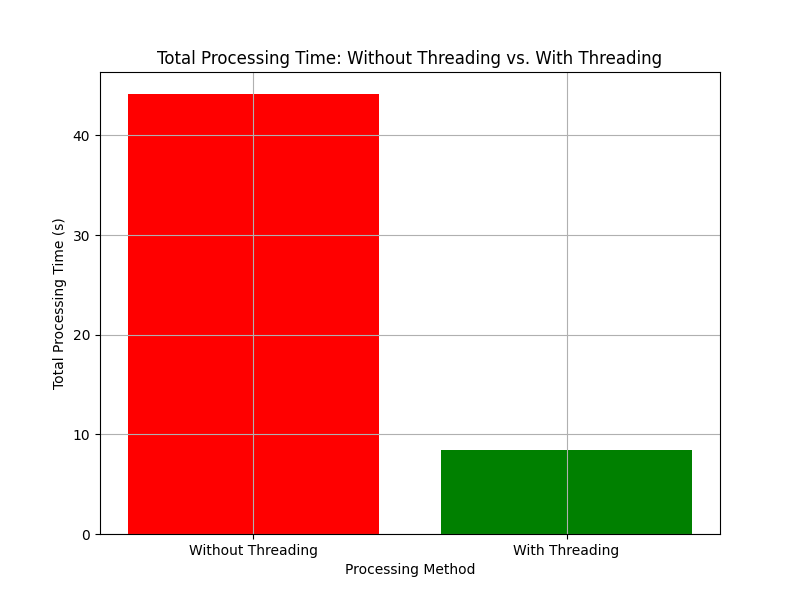 Total Processing Time: Without Threading vs. With Threading
Total Processing Time (s)
40
30
20
10
0
Without Threading
With Threading
Processing Method